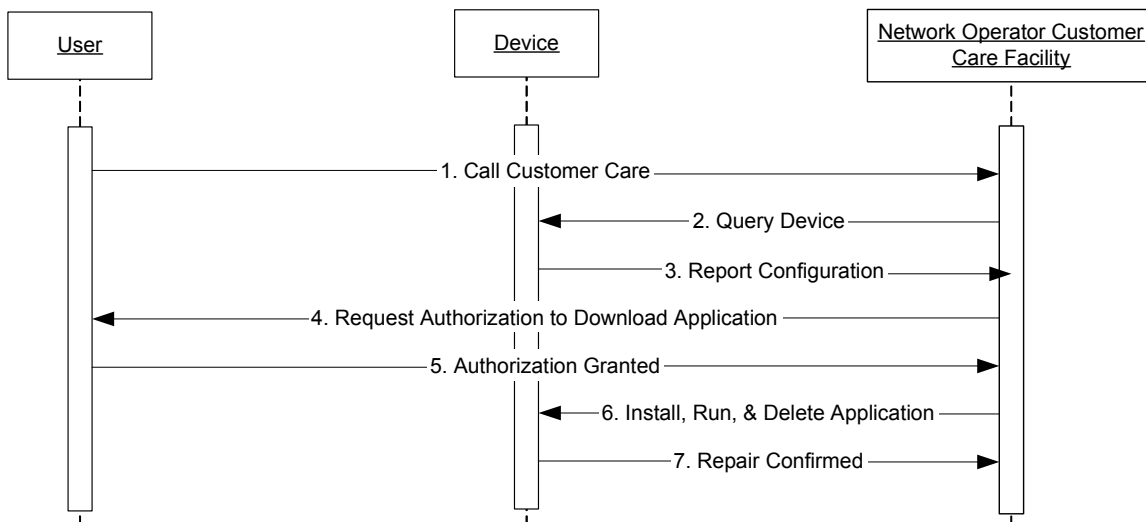 User
Device
Network Operator Customer
Care Facility
1. Call Customer Care
2. Query Device
3. Report Configuration
4. Request Authorization to Download Application
5. Authorization Granted
6. Install, Run, & Delete Application
7. Repair Confirmed